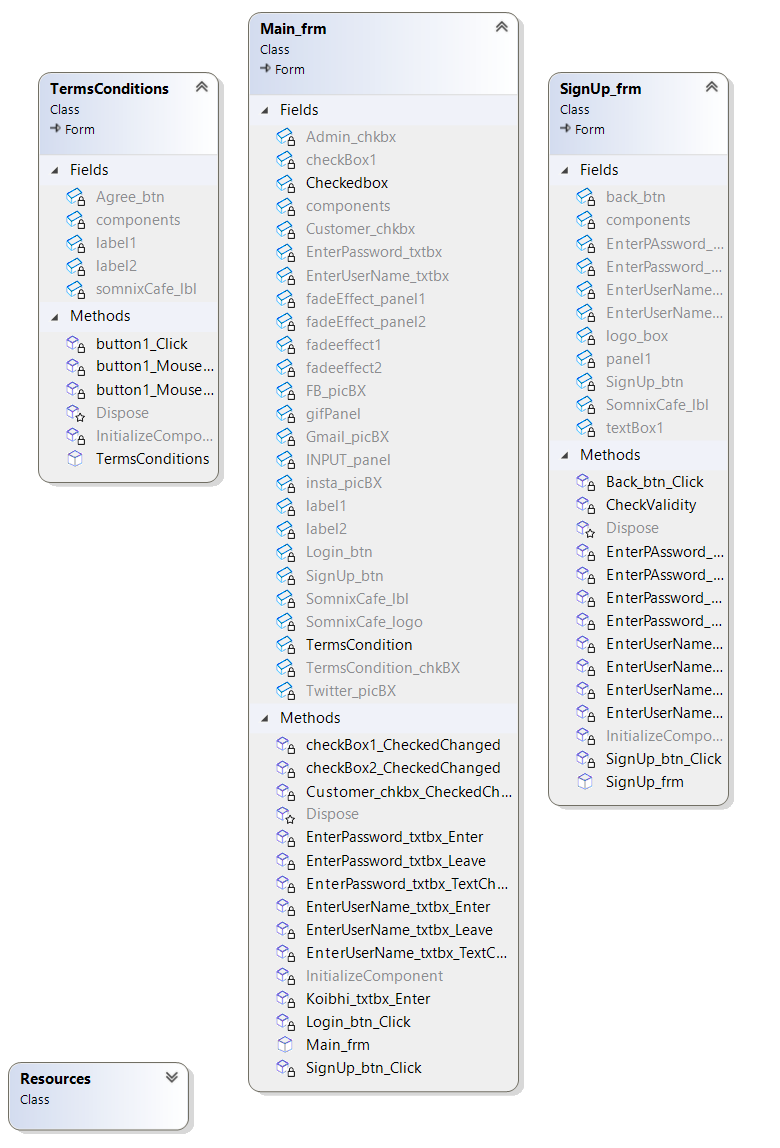 TermsConditions
Class
Form
Fields
Agree_btn
components
label1
label2
somnixCafe_lbl
Methods
button1_Click
button1_Mouse...
button1_Mouse...
Dispose
InitializeCompo...
TermsConditions
Main_frm
Class
Form
Fields
Admin_chkbx
checkBox1
Checkedbox
components
Customer_chkbx
EnterPassword_txtbx
EnterUserName_txtbx
fadeEffect_panel1
fadeEffect_panel2
fadeeffect1
fadeeffect2
FB_picBX
gifPanel
Gmail_picBX
INPUT_panel
insta_picBX
label1
label2
Login_btn
SignUp_btn
SomnixCafe_lbl
SomnixCafe_logo
TermsCondition
TermsCondition_chkBX
Twitter_picBX
Methods
checkBox1_CheckedChanged
checkBox2_CheckedChanged
Customer_chkbx_CheckedCh...
Dispose
EnterPassword_txtbx_Enter
EnterPassword_txtbx_Leave
EnterPassword_txtbx_TextCh...
EnterUserName_txtbx_Enter
EnterUserName_txtbx_Leave
EnterUserName_txtbx_TextC...
InitializeComponent
Koibhi_txtbx_Enter
Login_btn_Click
Main_frm
SignUp_btn_Click
SignUp_frm
Class
Form
Fields
back_btn
components
EnterPAssword_...
EnterPassword_...
EnterUserName...
EnterUserName...
logo_box
panel1
SignUp_btn
SomnixCafe_lbl
textBox1
Methods
Back_btn_Click
CheckValidity
Dispose
EnterPAssword_...
EnterPAssword_...
EnterPassword_...
EnterPassword_...
EnterUserName...
EnterUserName...
EnterUserName...
EnterUserName...
InitializeCompo...
SignUp_btn_Click
SignUp_frm
Resources
Class